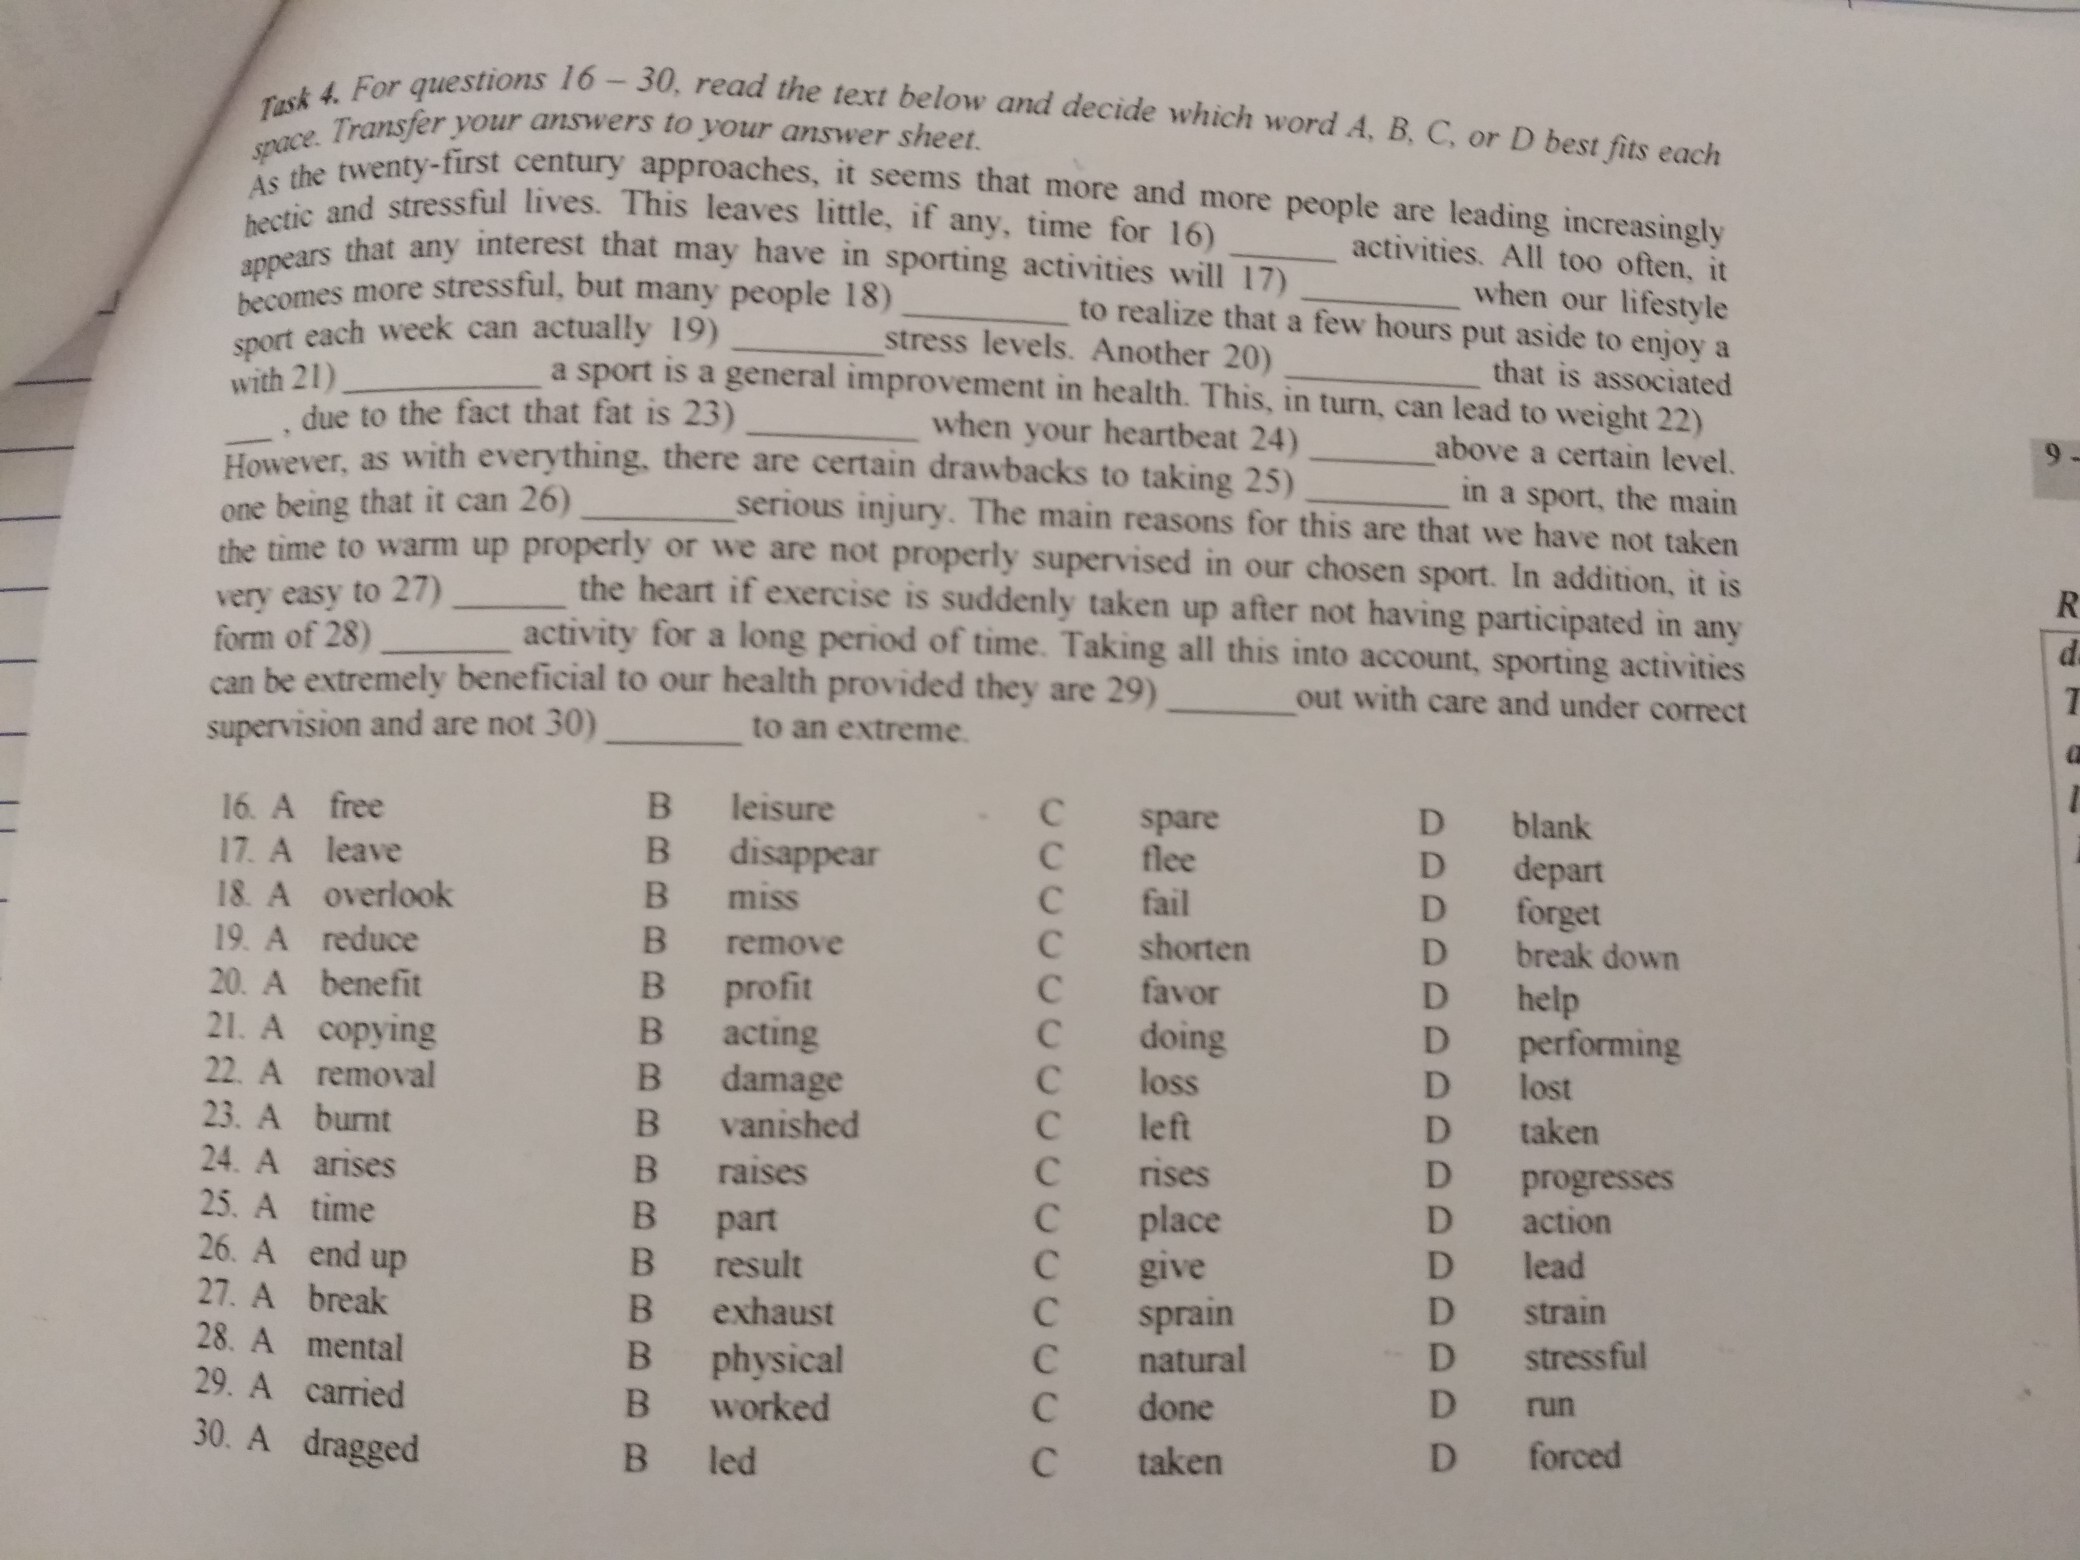 Task 4. For questions 16 – 30, read the text below and decide which word A, B, C, or D best fits each
space. Transfer your answers to your answer sheet.
As the twenty-first century approaches, it seems that more and more people are leading increasingly
hectic and stressful lives. This leaves little, if any, time for 16) ______ activities. All too often, it
appears that any interest that may have in sporting activities will 17) ______ when our lifestyle
becomes more stressful, but many people 18) ______ to realize that a few hours put aside to enjoy a
sport each week can actually 19) ______ stress levels. Another 20) ______ that is associated
with 21) ______ a sport is a general improvement in health. This, in turn, can lead to weight 22)
___, due to the fact that fat is 23) ______ when your heartbeat 24) ______ above a certain level.
However, as with everything, there are certain drawbacks to taking 25) ______ in a sport, the main
one being that it can 26) ______ serious injury. The main reasons for this are that we have not taken
the time to warm up properly or we are not properly supervised in our chosen sport. In addition, it is
very easy to 27) ______ the heart if exercise is suddenly taken up after not having participated in any
form of 28) ______ activity for a long period of time. Taking all this into account, sporting activities
can be extremely beneficial to our health provided they are 29) ______ out with care and under correct
supervision and are not 30) ______ to an extreme.
16. A free B leisure C spare D blank
17. A leave B disappear C flee D depart
18. A overlook B miss C fail D forget
19. A reduce B remove C shorten D break down
20. A benefit B profit C favor D help
21. A copying B acting C doing D performing
22. A removal B damage C loss D lost
23. A burnt B vanished C left D taken
24. A arises B raises C rises D progresses
25. A time B part C place D action
26. A end up B result C give D lead
27. A break B exhaust C sprain D strain
28. A mental B physical C natural D stressful
29. A carried B worked C done D run
30. A dragged B led C taken D forced
9 -
R
d
T
a